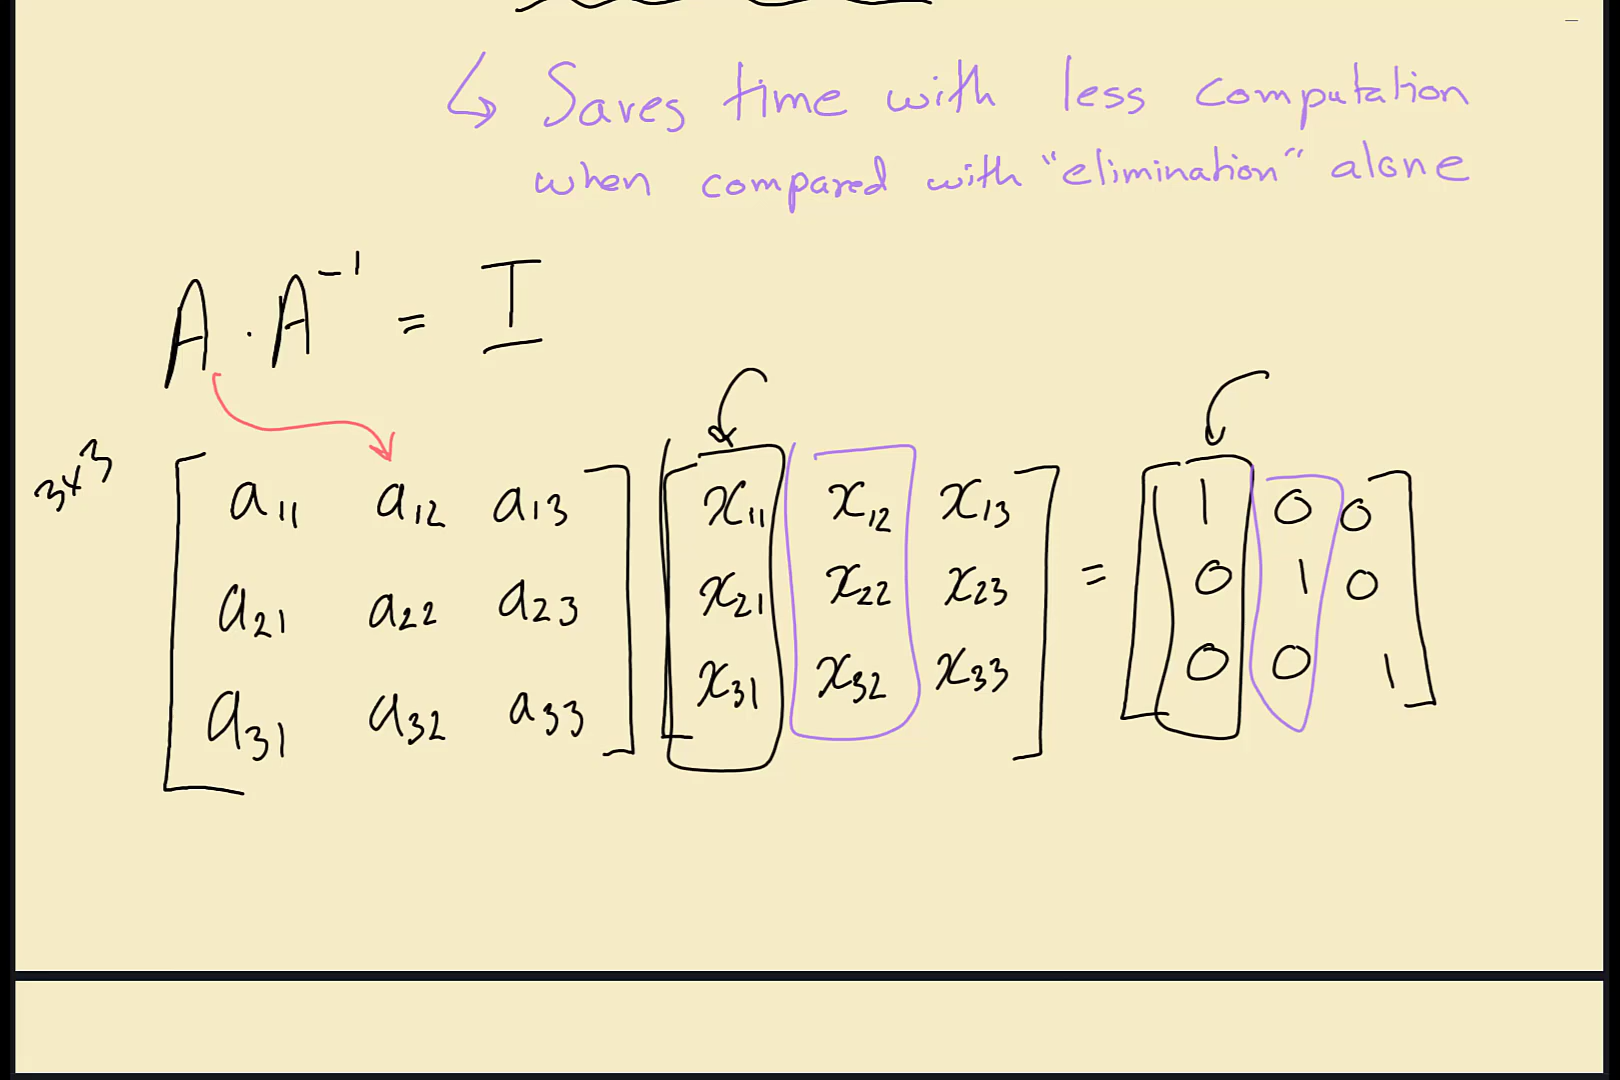 ↳ Saves time with less computation
when compared with "elimination" alone
A · A⁻¹ = I
3x3
[ a11 a12 a13 ] [ x11 x12 x13 ] = [ 1 0 0 ]
[ a21 a22 a23 ] [ x21 x22 x23 ] [ 0 1 0 ]
[ a31 a32 a33 ] [ x31 x32 x33 ] [ 0 0 1 ]